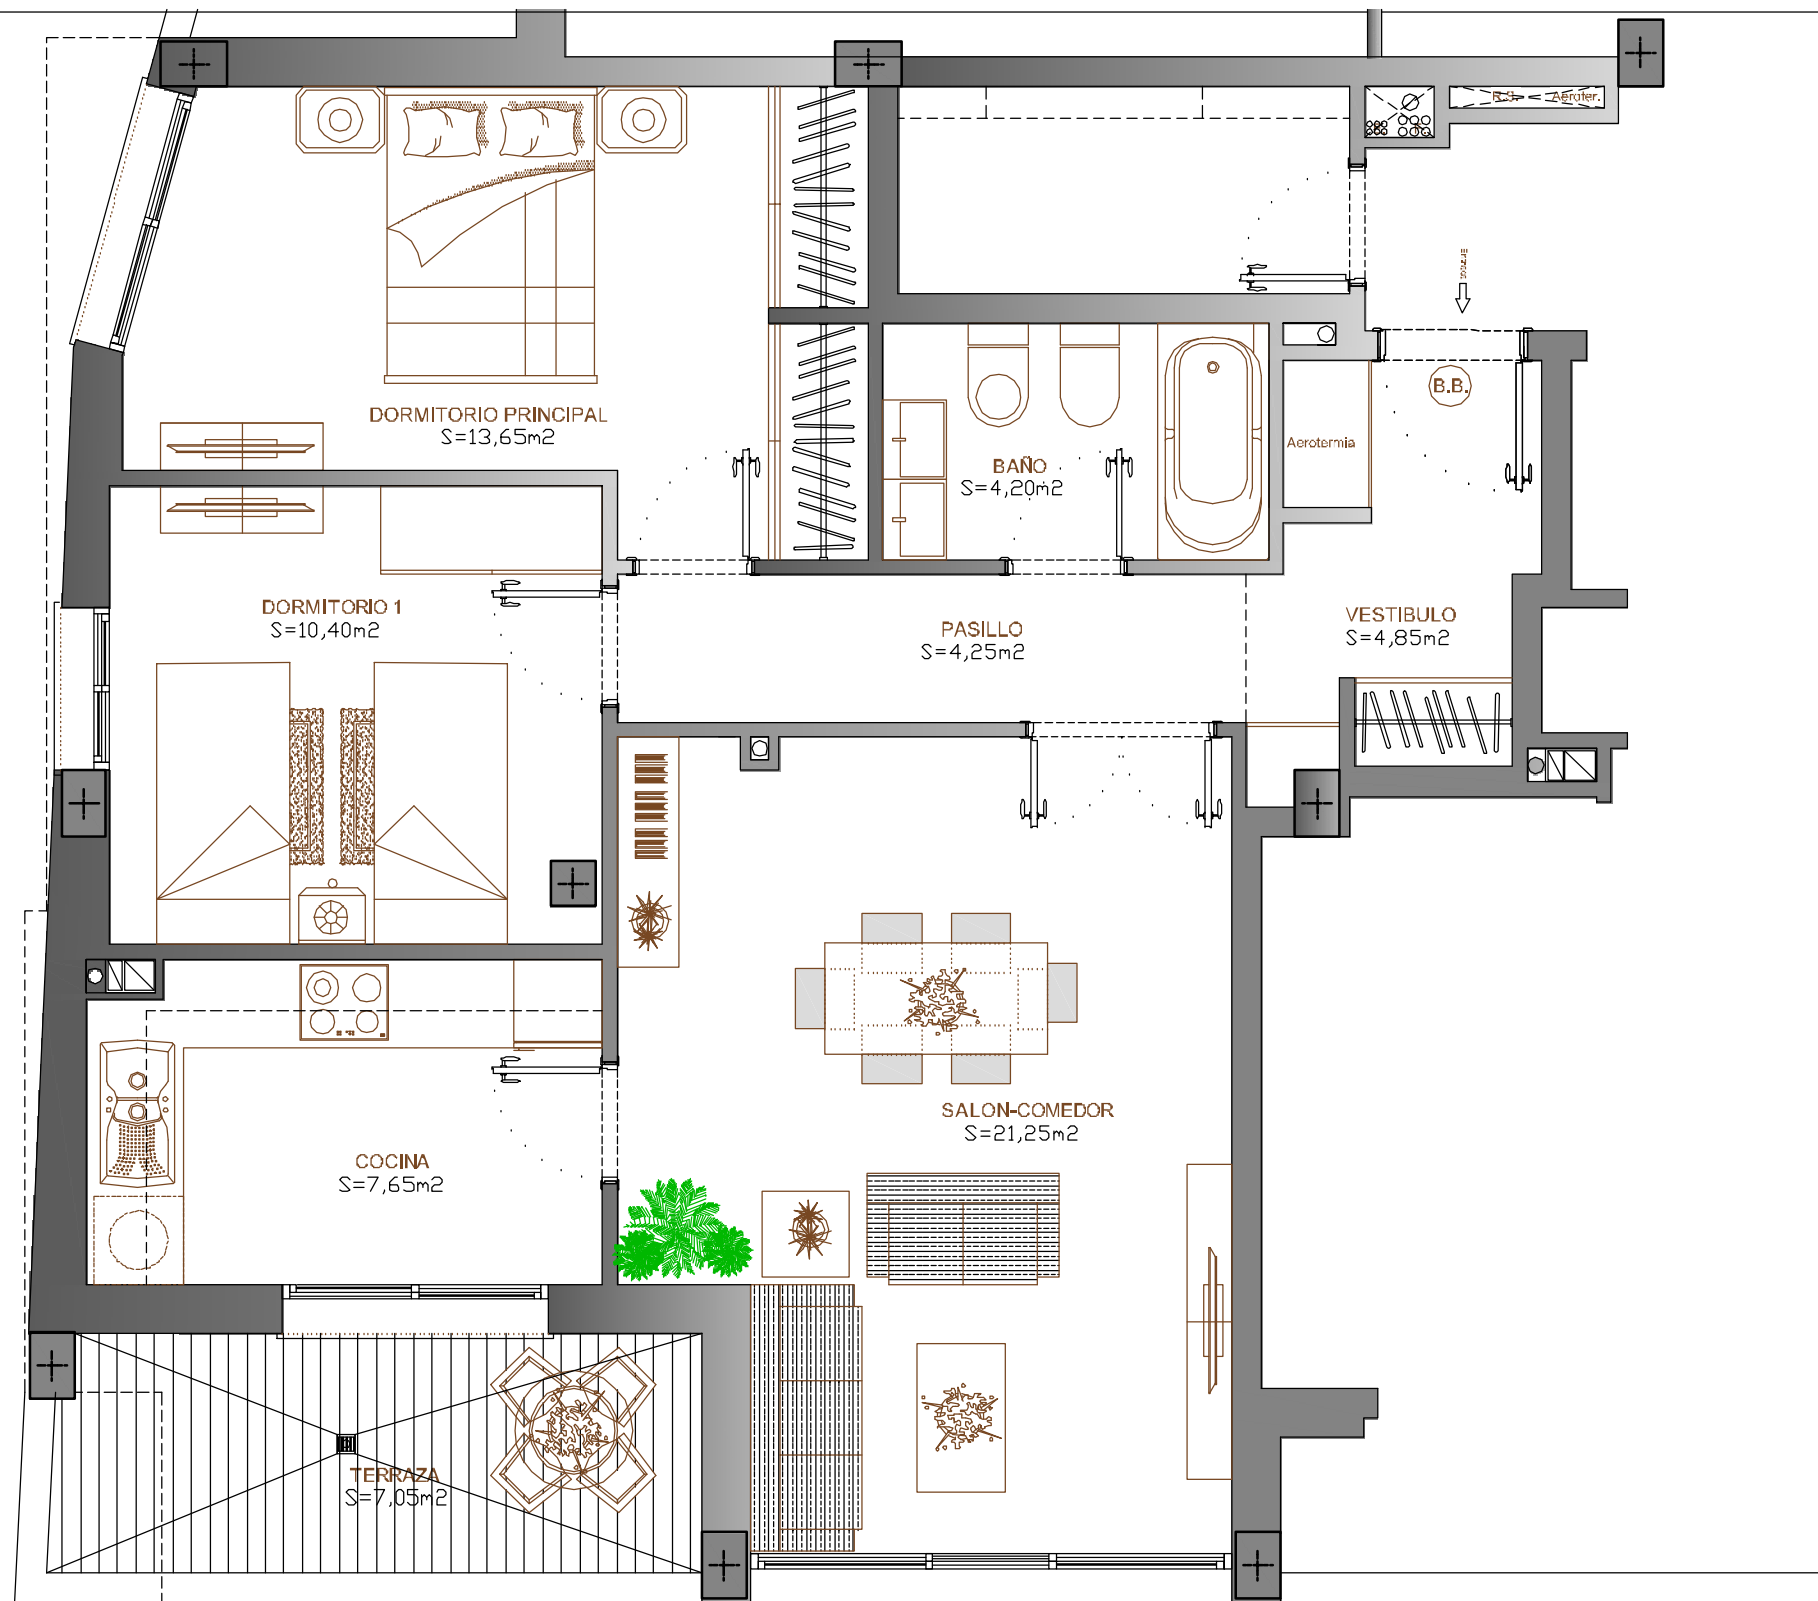 R.S. Aeroter.
Entrada
B.B.
DORMITORIO PRINCIPAL
S=13,65m2
Aerotermia
BAÑO
S=4,20m2
DORMITORIO 1
S=10,40m2
PASILLO
S=4,25m2
VESTIBULO
S=4,85m2
SALON-COMEDOR
S=21,25m2
COCINA
S=7,65m2
TERRAZA
S=7,05m2